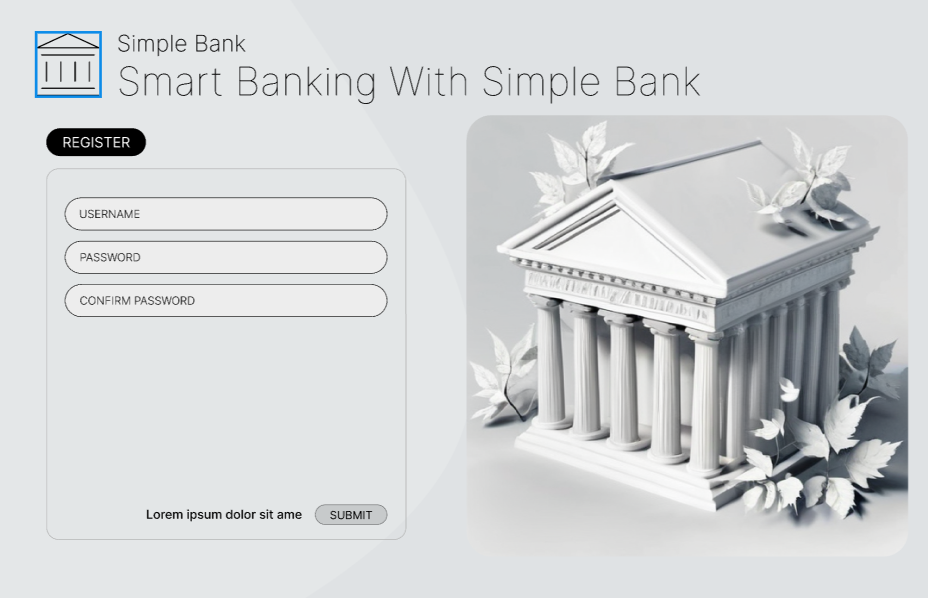 Simple Bank
Smart Banking With Simple Bank
REGISTER
USERNAME
PASSWORD
CONFIRM PASSWORD
Lorem ipsum dolor sit ame
SUBMIT